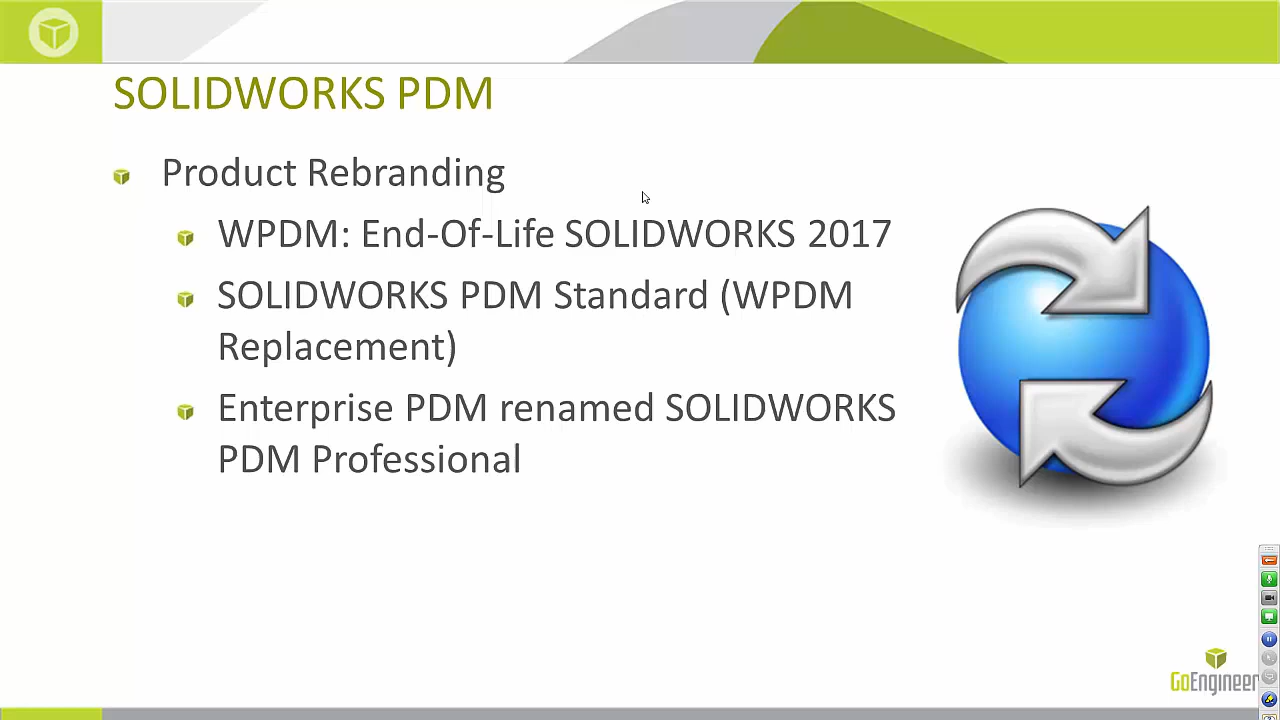 SOLIDWORKS PDM
Product Rebranding
WPDM: End-Of-Life SOLIDWORKS 2017
SOLIDWORKS PDM Standard (WPDM
Replacement)
Enterprise PDM renamed SOLIDWORKS
PDM Professional
GoEngineer